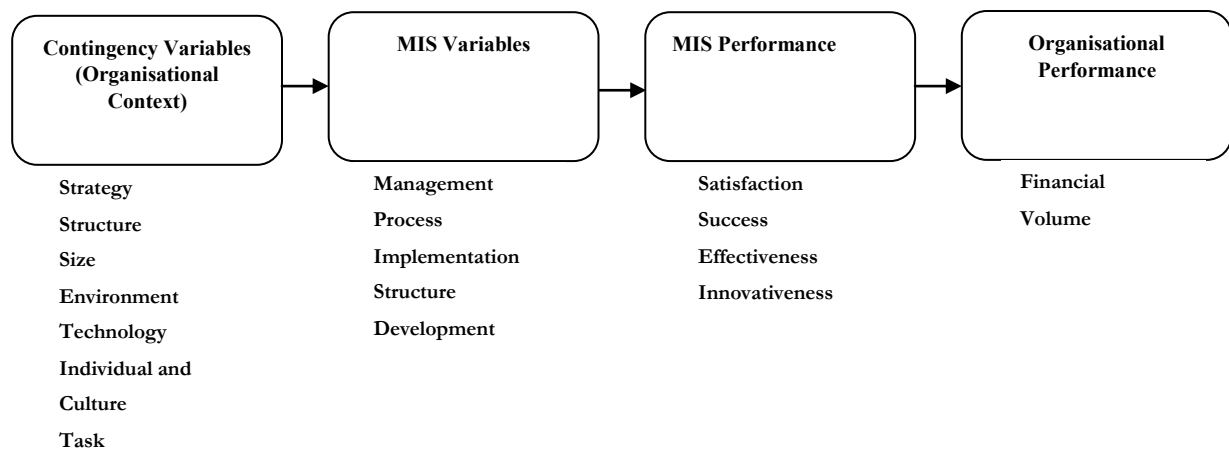 Contingency Variables
(Organisational
Context)
Strategy
Structure
Size
Environment
Technology
Individual and
Culture
Task
MIS Variables
Management
Process
Implementation
Structure
Development
MIS Performance
Satisfaction
Success
Effectiveness
Innovativeness
Organisational
Performance
Financial
Volume